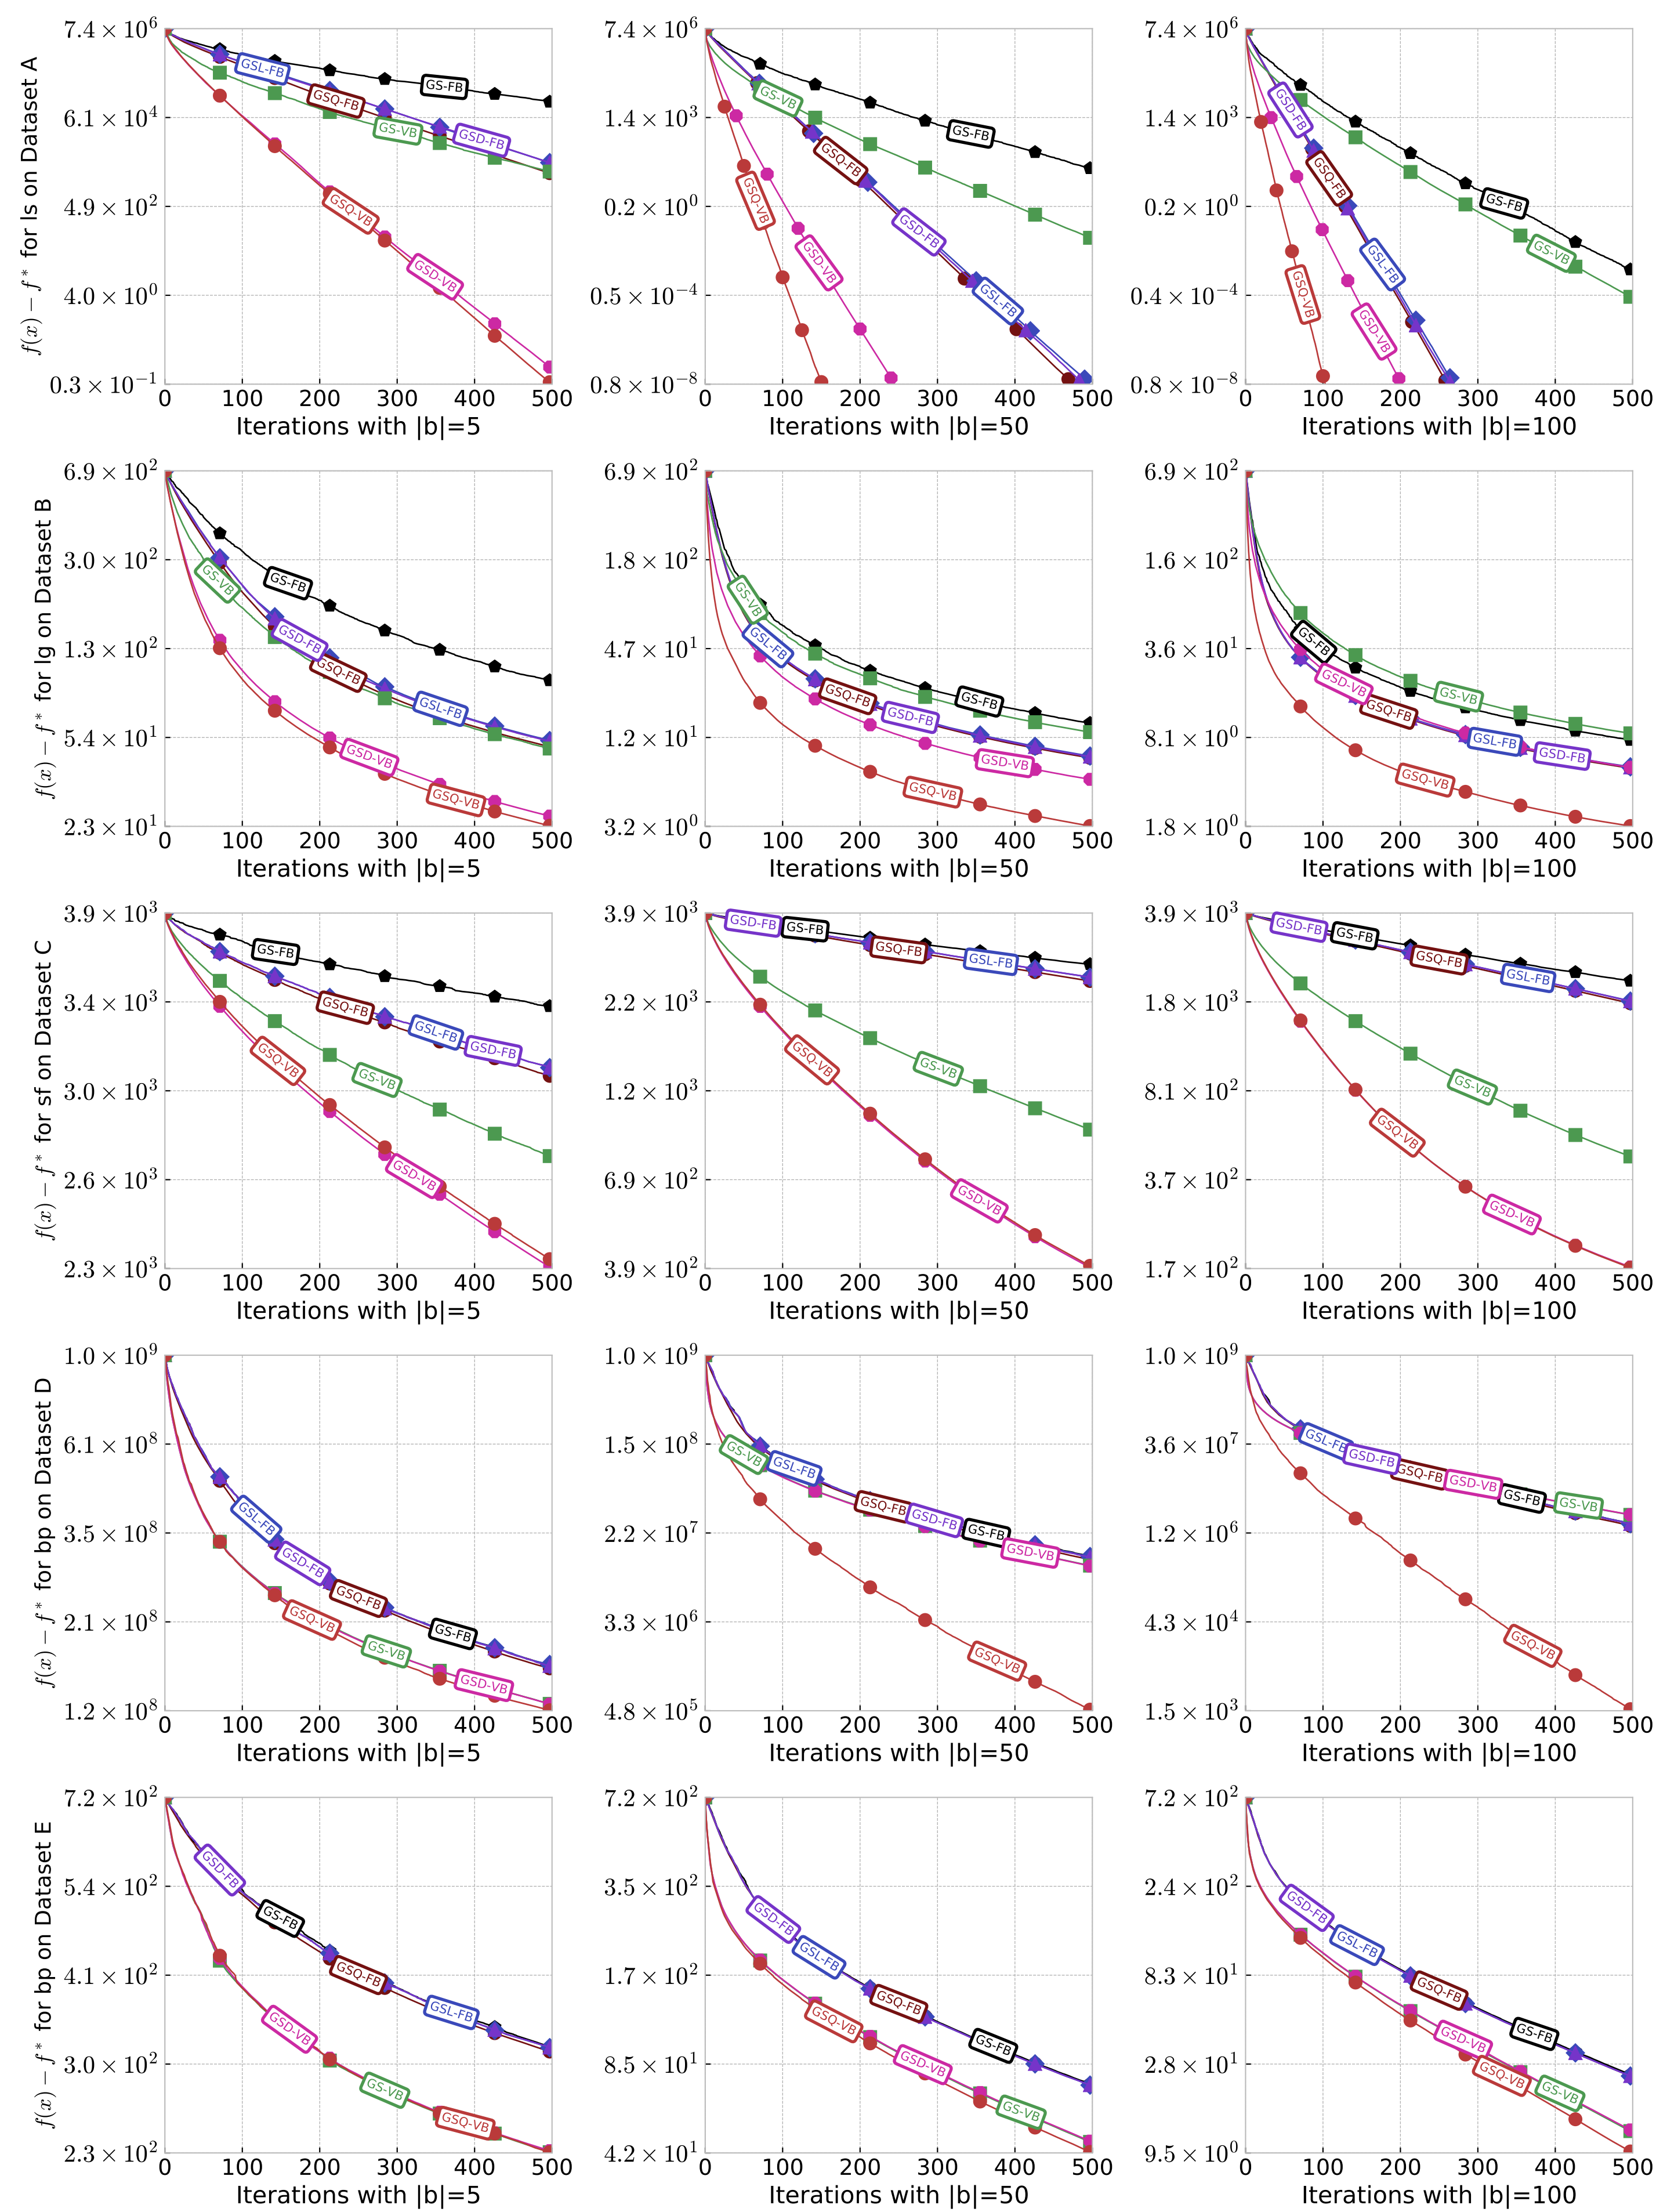 f(x) − f* for ls on Dataset A
7.4 × 10^6
6.1 × 10^4
4.9 × 10^2
4.0 × 10^0
0.3 × 10^−1
GSL-FB
GS-FB
GSQ-FB
GS-VB
GSD-FB
GSQ-VB
GSD-VB
0 100 200 300 400 500
Iterations with |b|=5
7.4 × 10^6
1.4 × 10^3
0.2 × 10^0
0.5 × 10^−4
0.8 × 10^−8
GS-VB
GS-FB
GSQ-FB
GSQ-VB
GSD-FB
GSD-VB
GSL-FB
0 100 200 300 400 500
Iterations with |b|=50
7.4 × 10^6
1.4 × 10^3
0.2 × 10^0
0.4 × 10^−4
0.8 × 10^−8
GSD-FB
GSQ-FB
GS-FB
GS-VB
GSL-FB
GSQ-VB
GSD-VB
0 100 200 300 400 500
Iterations with |b|=100
f(x) − f* for lg on Dataset B
6.9 × 10^2
3.0 × 10^2
1.3 × 10^2
5.4 × 10^1
2.3 × 10^1
GS-VB
GS-FB
GSD-FB
GSQ-FB
GSL-FB
GSD-VB
GSQ-VB
0 100 200 300 400 500
Iterations with |b|=5
6.9 × 10^2
1.8 × 10^2
4.7 × 10^1
1.2 × 10^1
3.2 × 10^0
GS-VB
GSL-FB
GSQ-FB
GS-FB
GSD-FB
GSD-VB
GSQ-VB
0 100 200 300 400 500
Iterations with |b|=50
6.9 × 10^2
1.6 × 10^2
3.6 × 10^1
8.1 × 10^0
1.8 × 10^0
GS-FB
GSD-VB
GS-VB
GSQ-FB
GSL-FB
GSD-FB
GSQ-VB
0 100 200 300 400 500
Iterations with |b|=100
f(x) − f* for sf on Dataset C
3.9 × 10^3
3.4 × 10^3
3.0 × 10^3
2.6 × 10^3
2.3 × 10^3
GS-FB
GSQ-FB
GSL-FB
GSD-FB
GSQ-VB
GS-VB
GSD-VB
0 100 200 300 400 500
Iterations with |b|=5
3.9 × 10^3
2.2 × 10^3
1.2 × 10^3
6.9 × 10^2
3.9 × 10^2
GSD-FB
GS-FB
GSQ-FB
GSL-FB
GSQ-VB
GS-VB
GSD-VB
0 100 200 300 400 500
Iterations with |b|=50
3.9 × 10^3
1.8 × 10^3
8.1 × 10^2
3.7 × 10^2
1.7 × 10^2
GSD-FB
GS-FB
GSQ-FB
GSL-FB
GS-VB
GSQ-VB
GSD-VB
0 100 200 300 400 500
Iterations with |b|=100
f(x) − f* for bp on Dataset D
1.0 × 10^9
6.1 × 10^8
3.5 × 10^8
2.1 × 10^8
1.2 × 10^8
GSL-FB
GSD-FB
GSQ-FB
GSQ-VB
GS-FB
GS-VB
GSD-VB
0 100 200 300 400 500
Iterations with |b|=5
1.0 × 10^9
1.5 × 10^8
2.2 × 10^7
3.3 × 10^6
4.8 × 10^5
GS-VB
GSL-FB
GSQ-FB
GSD-FB
GS-FB
GSD-VB
GSQ-VB
0 100 200 300 400 500
Iterations with |b|=50
1.0 × 10^9
3.6 × 10^7
1.2 × 10^6
4.3 × 10^4
1.5 × 10^3
GSL-FB
GSD-FB
GSQ-FB
GSD-VB
GS-FB
GS-VB
GSQ-VB
0 100 200 300 400 500
Iterations with |b|=100
f(x) − f* for bp on Dataset E
7.2 × 10^2
5.4 × 10^2
4.1 × 10^2
3.0 × 10^2
2.3 × 10^2
GSD-FB
GS-FB
GSQ-FB
GSL-FB
GSD-VB
GS-VB
GSQ-VB
0 100 200 300 400 500
Iterations with |b|=5
7.2 × 10^2
3.5 × 10^2
1.7 × 10^2
8.5 × 10^1
4.2 × 10^1
GSD-FB
GSL-FB
GSQ-FB
GSQ-VB
GS-FB
GSD-VB
GS-VB
0 100 200 300 400 500
Iterations with |b|=50
7.2 × 10^2
2.4 × 10^2
8.3 × 10^1
2.8 × 10^1
9.5 × 10^0
GSD-FB
GSL-FB
GSQ-FB
GS-FB
GSD-VB
GSQ-VB
GS-VB
0 100 200 300 400 500
Iterations with |b|=100